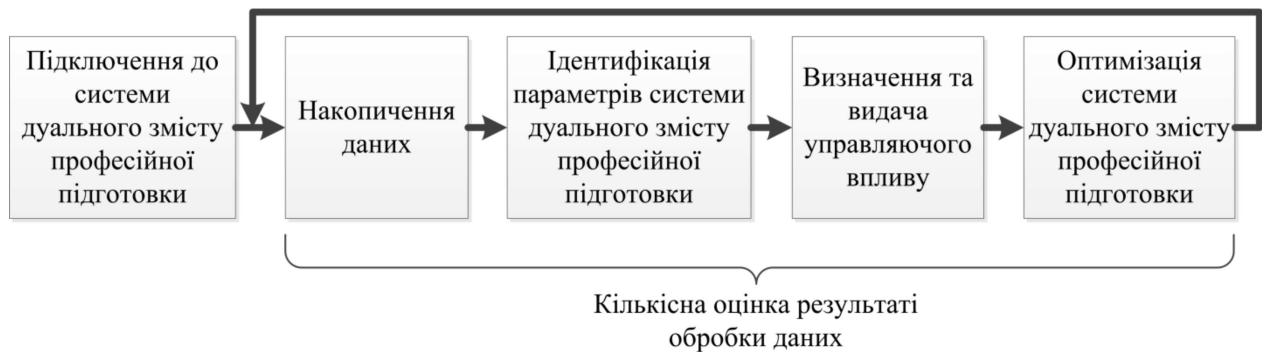 Підключення до
системи
дуального змісту
професійної
підготовки
Накопичення
даних
Ідентифікація
параметрів системи
дуального змісту
професійної
підготовки
Визначення та
видача
управляючого
впливу
Оптимізація
системи
дуального змісту
професійної
підготовки
Кількісна оцінка результаті
обробки даних